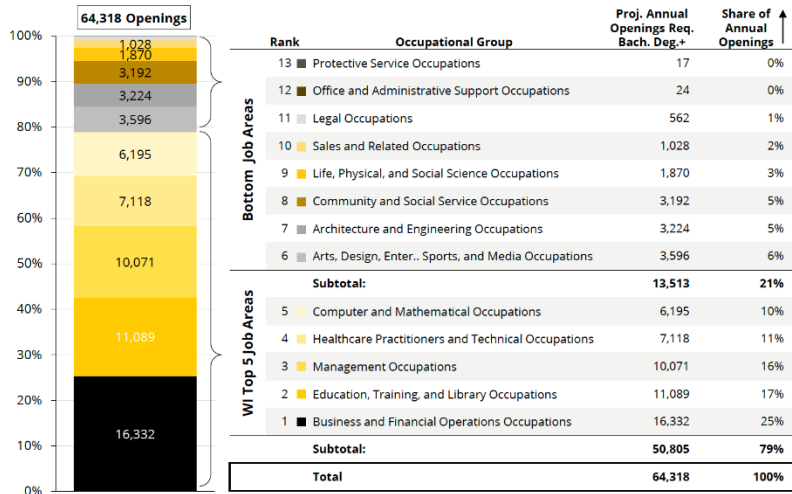 64,318 Openings
100%
90%
80%
70%
60%
50%
40%
30%
20%
10%
0%
1,028
1,870
3,192
3,224
3,596
6,195
7,118
10,071
11,089
16,332
Rank Occupational Group Proj. Annual Openings Req. Bach. Deg.+ Share of Annual Openings
Bottom Job Areas
13 Protective Service Occupations 17 0%
12 Office and Administrative Support Occupations 24 0%
11 Legal Occupations 562 1%
10 Sales and Related Occupations 1,028 2%
9 Life, Physical, and Social Science Occupations 1,870 3%
8 Community and Social Service Occupations 3,192 5%
7 Architecture and Engineering Occupations 3,224 5%
6 Arts, Design, Enter.. Sports, and Media Occupations 3,596 6%
Subtotal: 13,513 21%
WI Top 5 Job Areas
5 Computer and Mathematical Occupations 6,195 10%
4 Healthcare Practitioners and Technical Occupations 7,118 11%
3 Management Occupations 10,071 16%
2 Education, Training, and Library Occupations 11,089 17%
1 Business and Financial Operations Occupations 16,332 25%
Subtotal: 50,805 79%
Total 64,318 100%